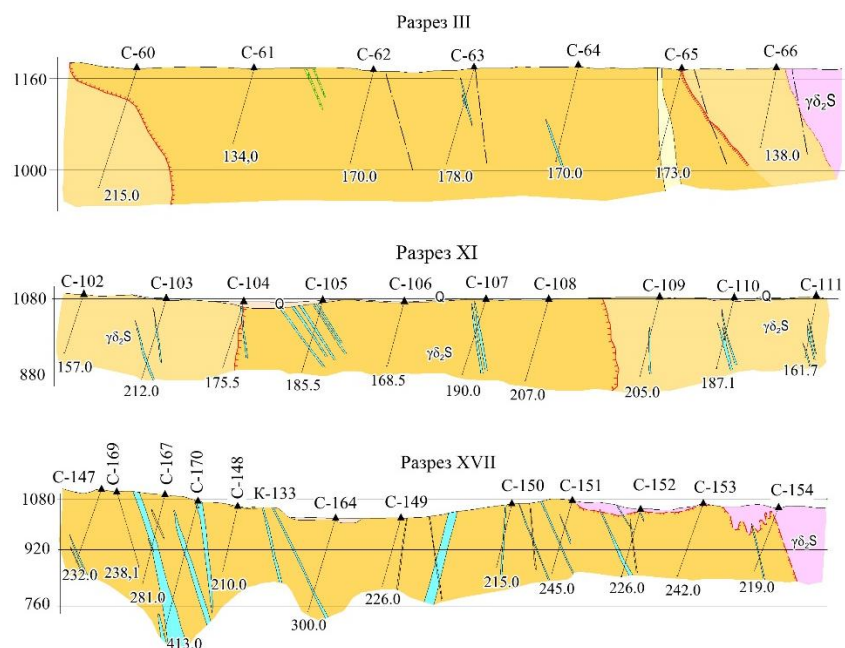 Разрез III
С-60 С-61 С-62 С-63 С-64 С-65 С-66
1160
γδ₂S
134,0 138.0
1000 170.0 178.0 170.0 173.0
215.0
Разрез XI
С-102 С-103 С-104 С-105 С-106 С-107 С-108 С-109 С-110 С-111
1080 Q Q Q
γδ₂S γδ₂S γδ₂S
157.0 175.5 168.5 161.7
880 212.0 185.5 190.0 207.0 205.0 187.1
Разрез XVII
С-147 С-169 С-167 С-170 С-148 К-133 С-164 С-149 С-150 С-151 С-152 С-153 С-154
1080
920 γδ₂S
232.0 238,1 281.0 210.0 226.0 215.0 245.0 226.0 242.0 219.0
760
413.0 300.0